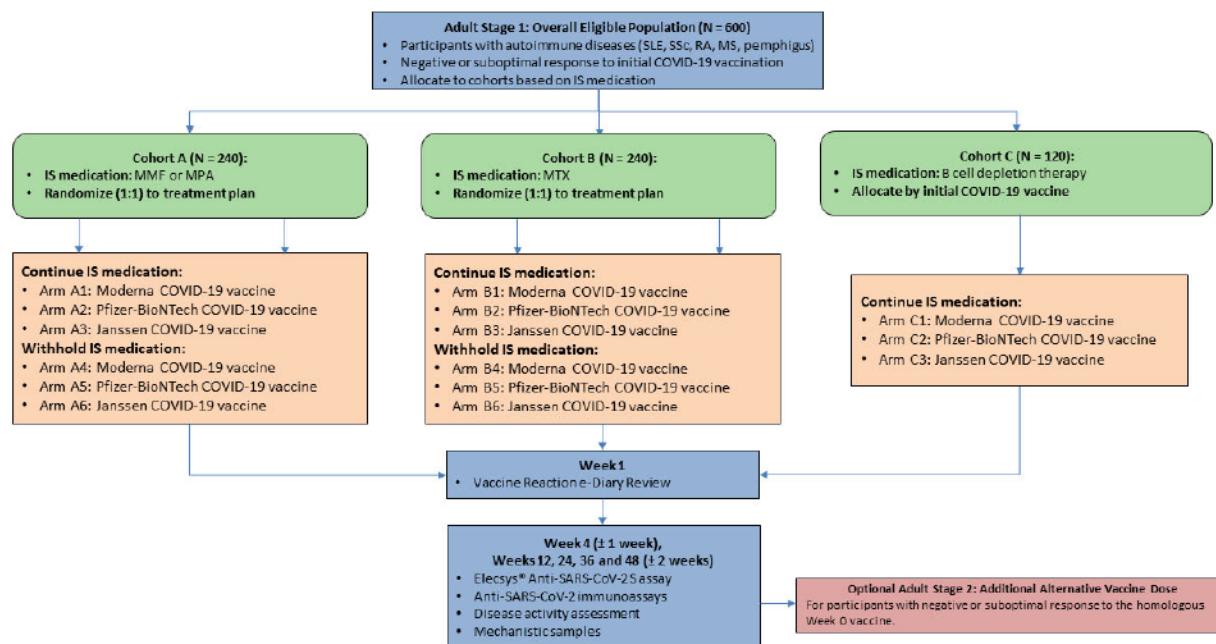 Adult Stage 1: Overall Eligible Population (N = 600)
• Participants with autoimmune diseases (SLE, SSc, RA, MS, pemphigus)
• Negative or suboptimal response to initial COVID-19 vaccination
• Allocate to cohorts based on IS medication
Cohort A (N = 240):
• IS medication: MMF or MPA
• Randomize (1:1) to treatment plan
Cohort B (N = 240):
• IS medication: MTX
• Randomize (1:1) to treatment plan
Cohort C (N = 120):
• IS medication: B cell depletion therapy
• Allocate by initial COVID-19 vaccine
Continue IS medication:
• Arm A1: Moderna COVID-19 vaccine
• Arm A2: Pfizer-BioNTech COVID-19 vaccine
• Arm A3: Janssen COVID-19 vaccine
Withhold IS medication:
• Arm A4: Moderna COVID-19 vaccine
• Arm A5: Pfizer-BioNTech COVID-19 vaccine
• Arm A6: Janssen COVID-19 vaccine
Continue IS medication:
• Arm B1: Moderna COVID-19 vaccine
• Arm B2: Pfizer-BioNTech COVID-19 vaccine
• Arm B3: Janssen COVID-19 vaccine
Withhold IS medication:
• Arm B4: Moderna COVID-19 vaccine
• Arm B5: Pfizer-BioNTech COVID-19 vaccine
• Arm B6: Janssen COVID-19 vaccine
Continue IS medication:
• Arm C1: Moderna COVID-19 vaccine
• Arm C2: Pfizer-BioNTech COVID-19 vaccine
• Arm C3: Janssen COVID-19 vaccine
Week 1
• Vaccine Reaction e-Diary Review
Week 4 (± 1 week),
Weeks 12, 24, 36 and 48 (± 2 weeks)
• Elecsys® Anti-SARS-CoV-2 S assay
• Anti-SARS-CoV-2 immunoassays
• Disease activity assessment
• Mechanistic samples
Optional Adult Stage 2: Additional Alternative Vaccine Dose
For participants with negative or suboptimal response to the homologous
Week 0 vaccine.